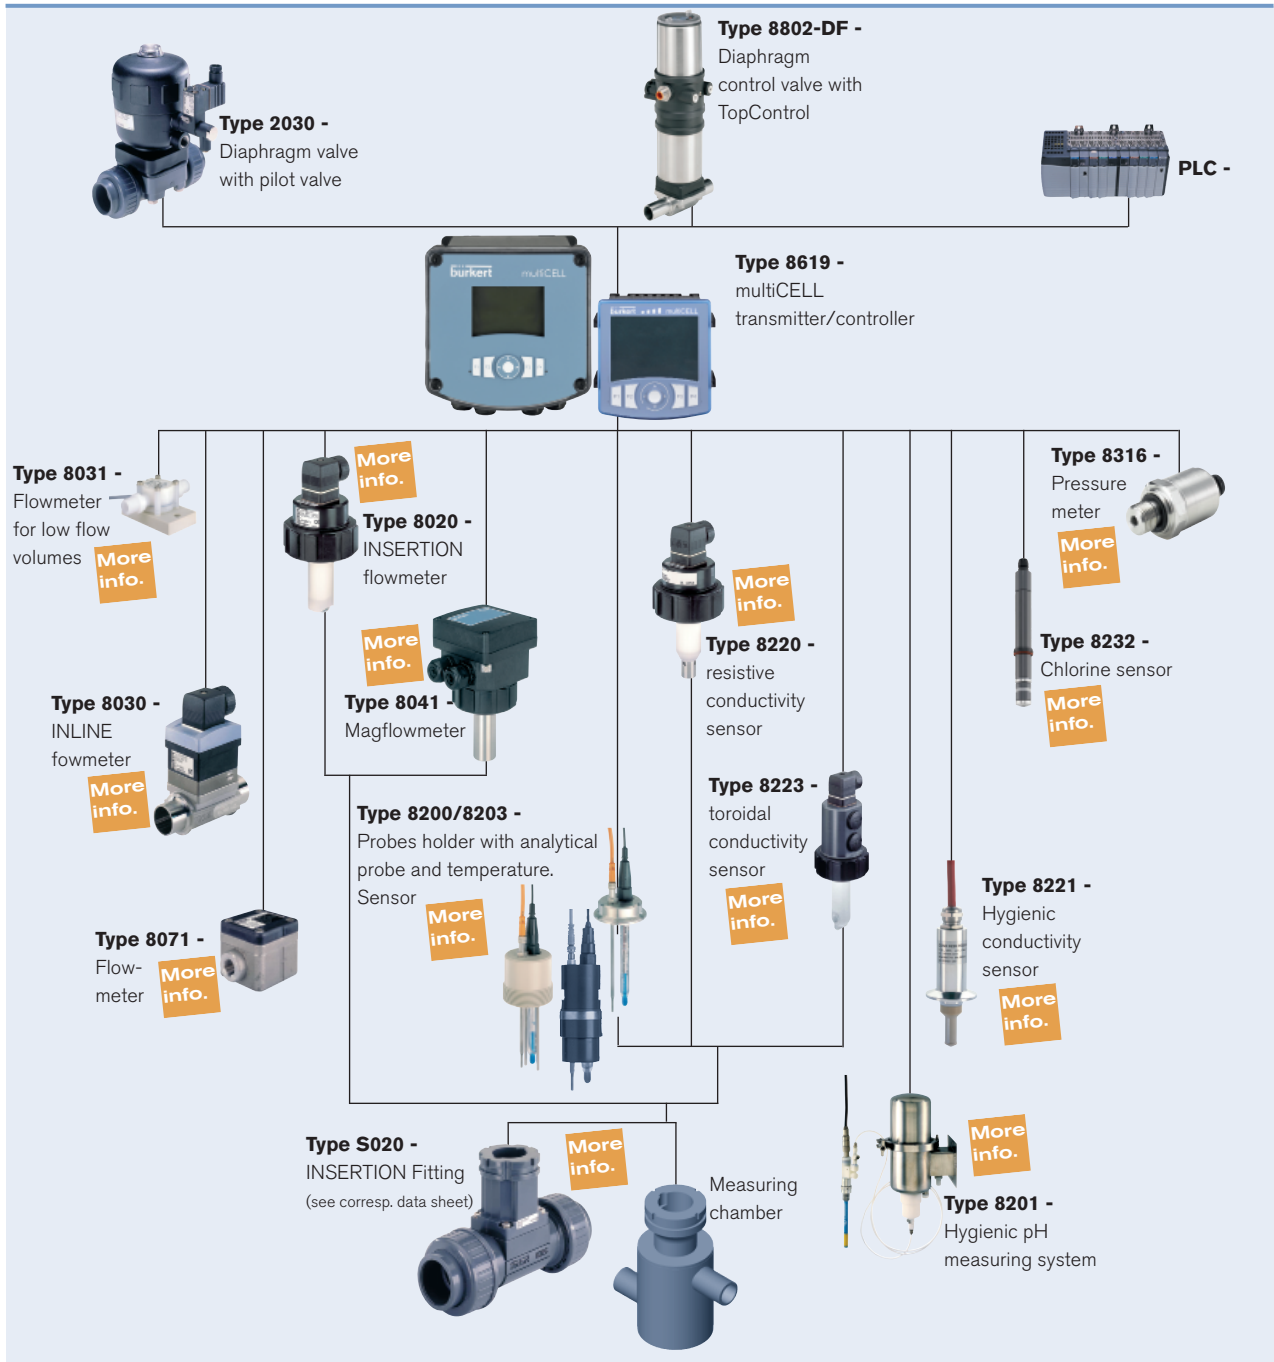 Type 8802-DF -
Diaphragm
control valve with
TopControl
Type 2030 -
Diaphragm valve
with pilot valve
PLC -
burkert
multiCELL
burkert
multiCELL
Type 8619 -
multiCELL
transmitter/controller
Type 8031 -
Flowmeter
for low flow
volumes
More
info.
More
info.
Type 8020 -
INSERTION
flowmeter
Type 8316 -
Pressure
meter
More
info.
More
info.
Type 8220 -
resistive
conductivity
sensor
Type 8232 -
Chlorine sensor
More
info.
More
info.
Type 8041 -
Magflowmeter
Type 8030 -
INLINE
fowmeter
More
info.
Type 8223 -
toroidal
conductivity
sensor
More
info.
Type 8200/8203 -
Probes holder with analytical
probe and temperature.
Sensor
More
info.
Type 8221 -
Hygienic
conductivity
sensor
More
info.
Type 8071 -
Flow-
meter
More
info.
Type S020 -
INSERTION Fitting
(see corresp. data sheet)
More
info.
Measuring
chamber
More
info.
Type 8201 -
Hygienic pH
measuring system